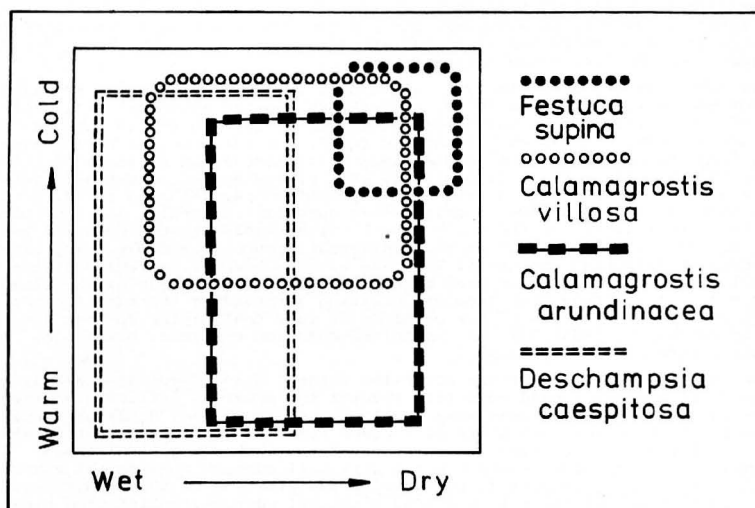 Cold
Warm
Wet
Dry
Festuca
supina
Calamagrostis
villosa
Calamagrostis
arundinacea
Deschampsia
caespitosa